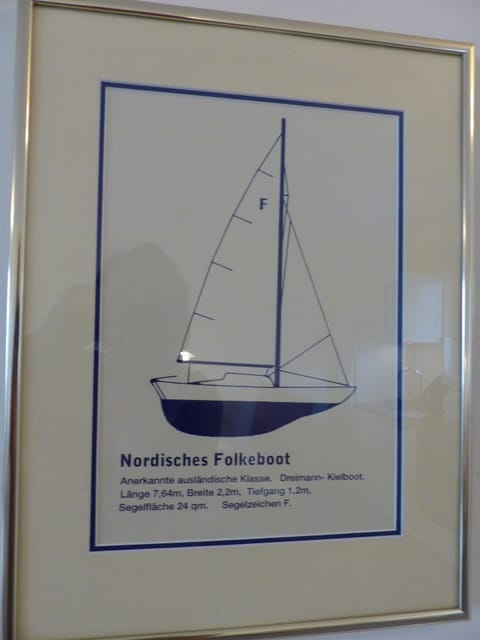 F
Nordisches Folkeboot
Anerkannte ausländische Klasse. Dreimann- Kielboot.
Länge 7,64m, Breite 2,2m, Tiefgang 1,2m,
Segelfläche 24 qm. Segelzeichen F.